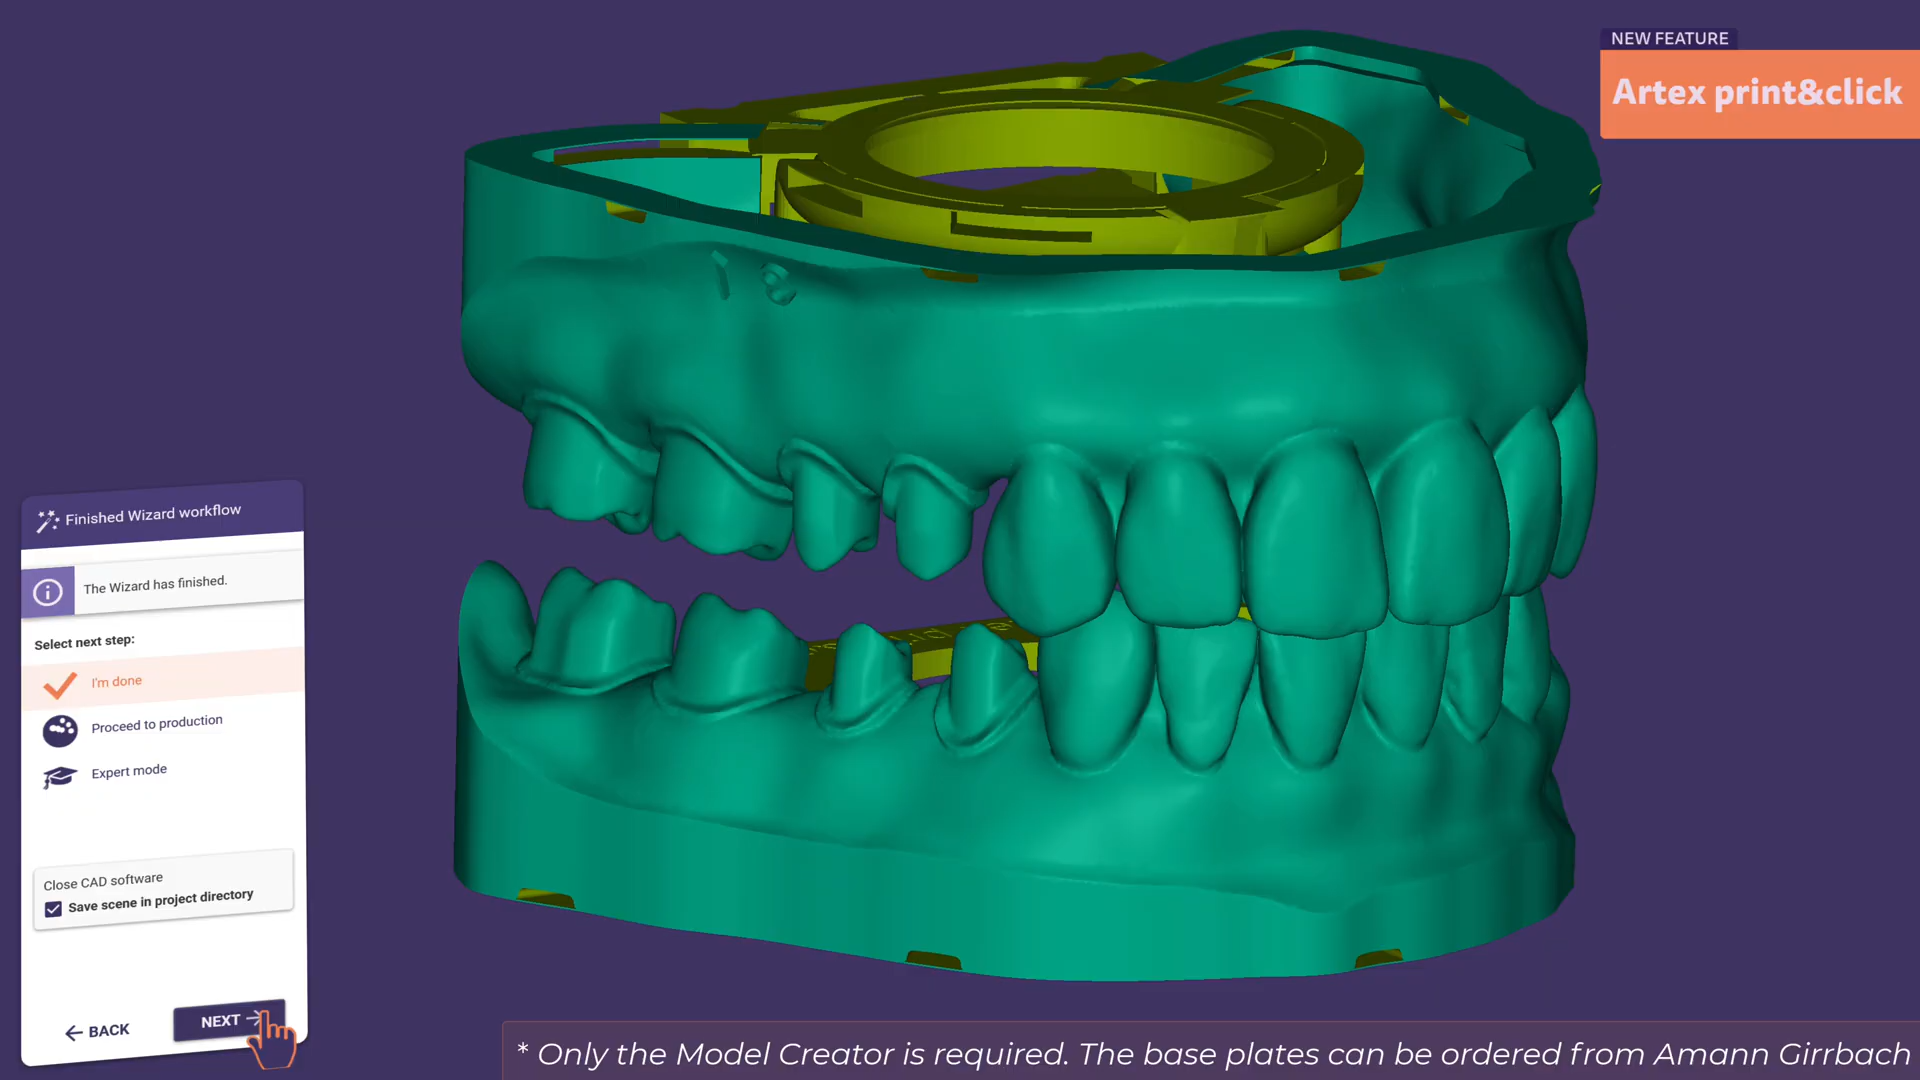 NEW FEATURE
Artex print&click
Finished Wizard workflow
The Wizard has finished.
Select next step:
I'm done
Proceed to production
Expert mode
Close CAD software
Save scene in project directory
BACK
NEXT
* Only the Model Creator is required. The base plates can be ordered from Amann Girrbach